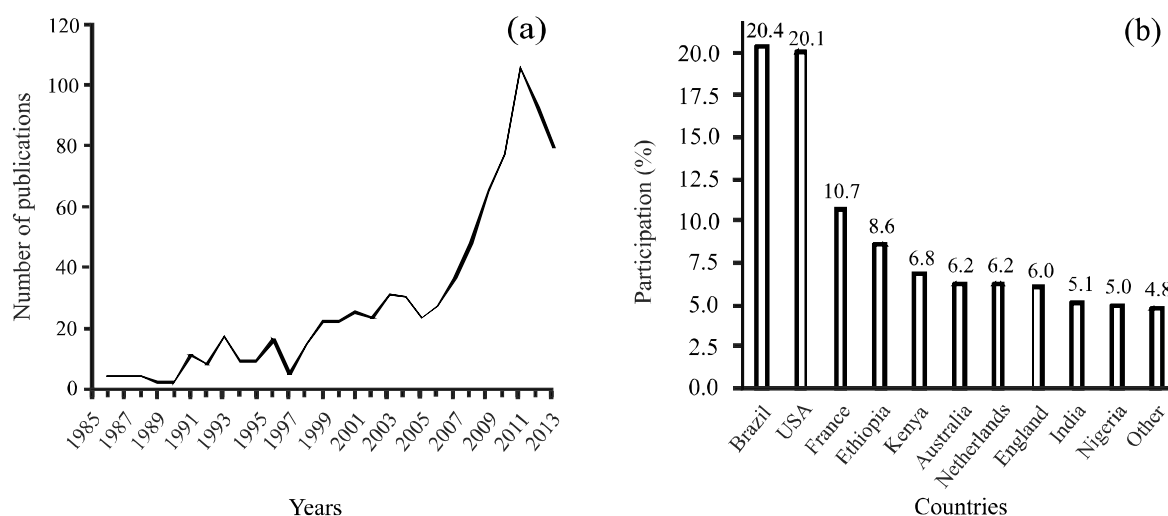 (a)
Number of publications
120
100
80
60
40
20
0
1985 1987 1989 1991 1993 1995 1997 1999 2001 2003 2005 2007 2009 2011 2013
Years
(b)
Participation (%)
20.0
17.5
15.0
12.5
10.0
7.5
5.0
2.5
0.0
20.4 20.1 10.7 8.6 6.8 6.2 6.2 6.0 5.1 5.0 4.8
Brazil USA France Ethiopia Kenya Australia Netherlands England India Nigeria Other
Countries